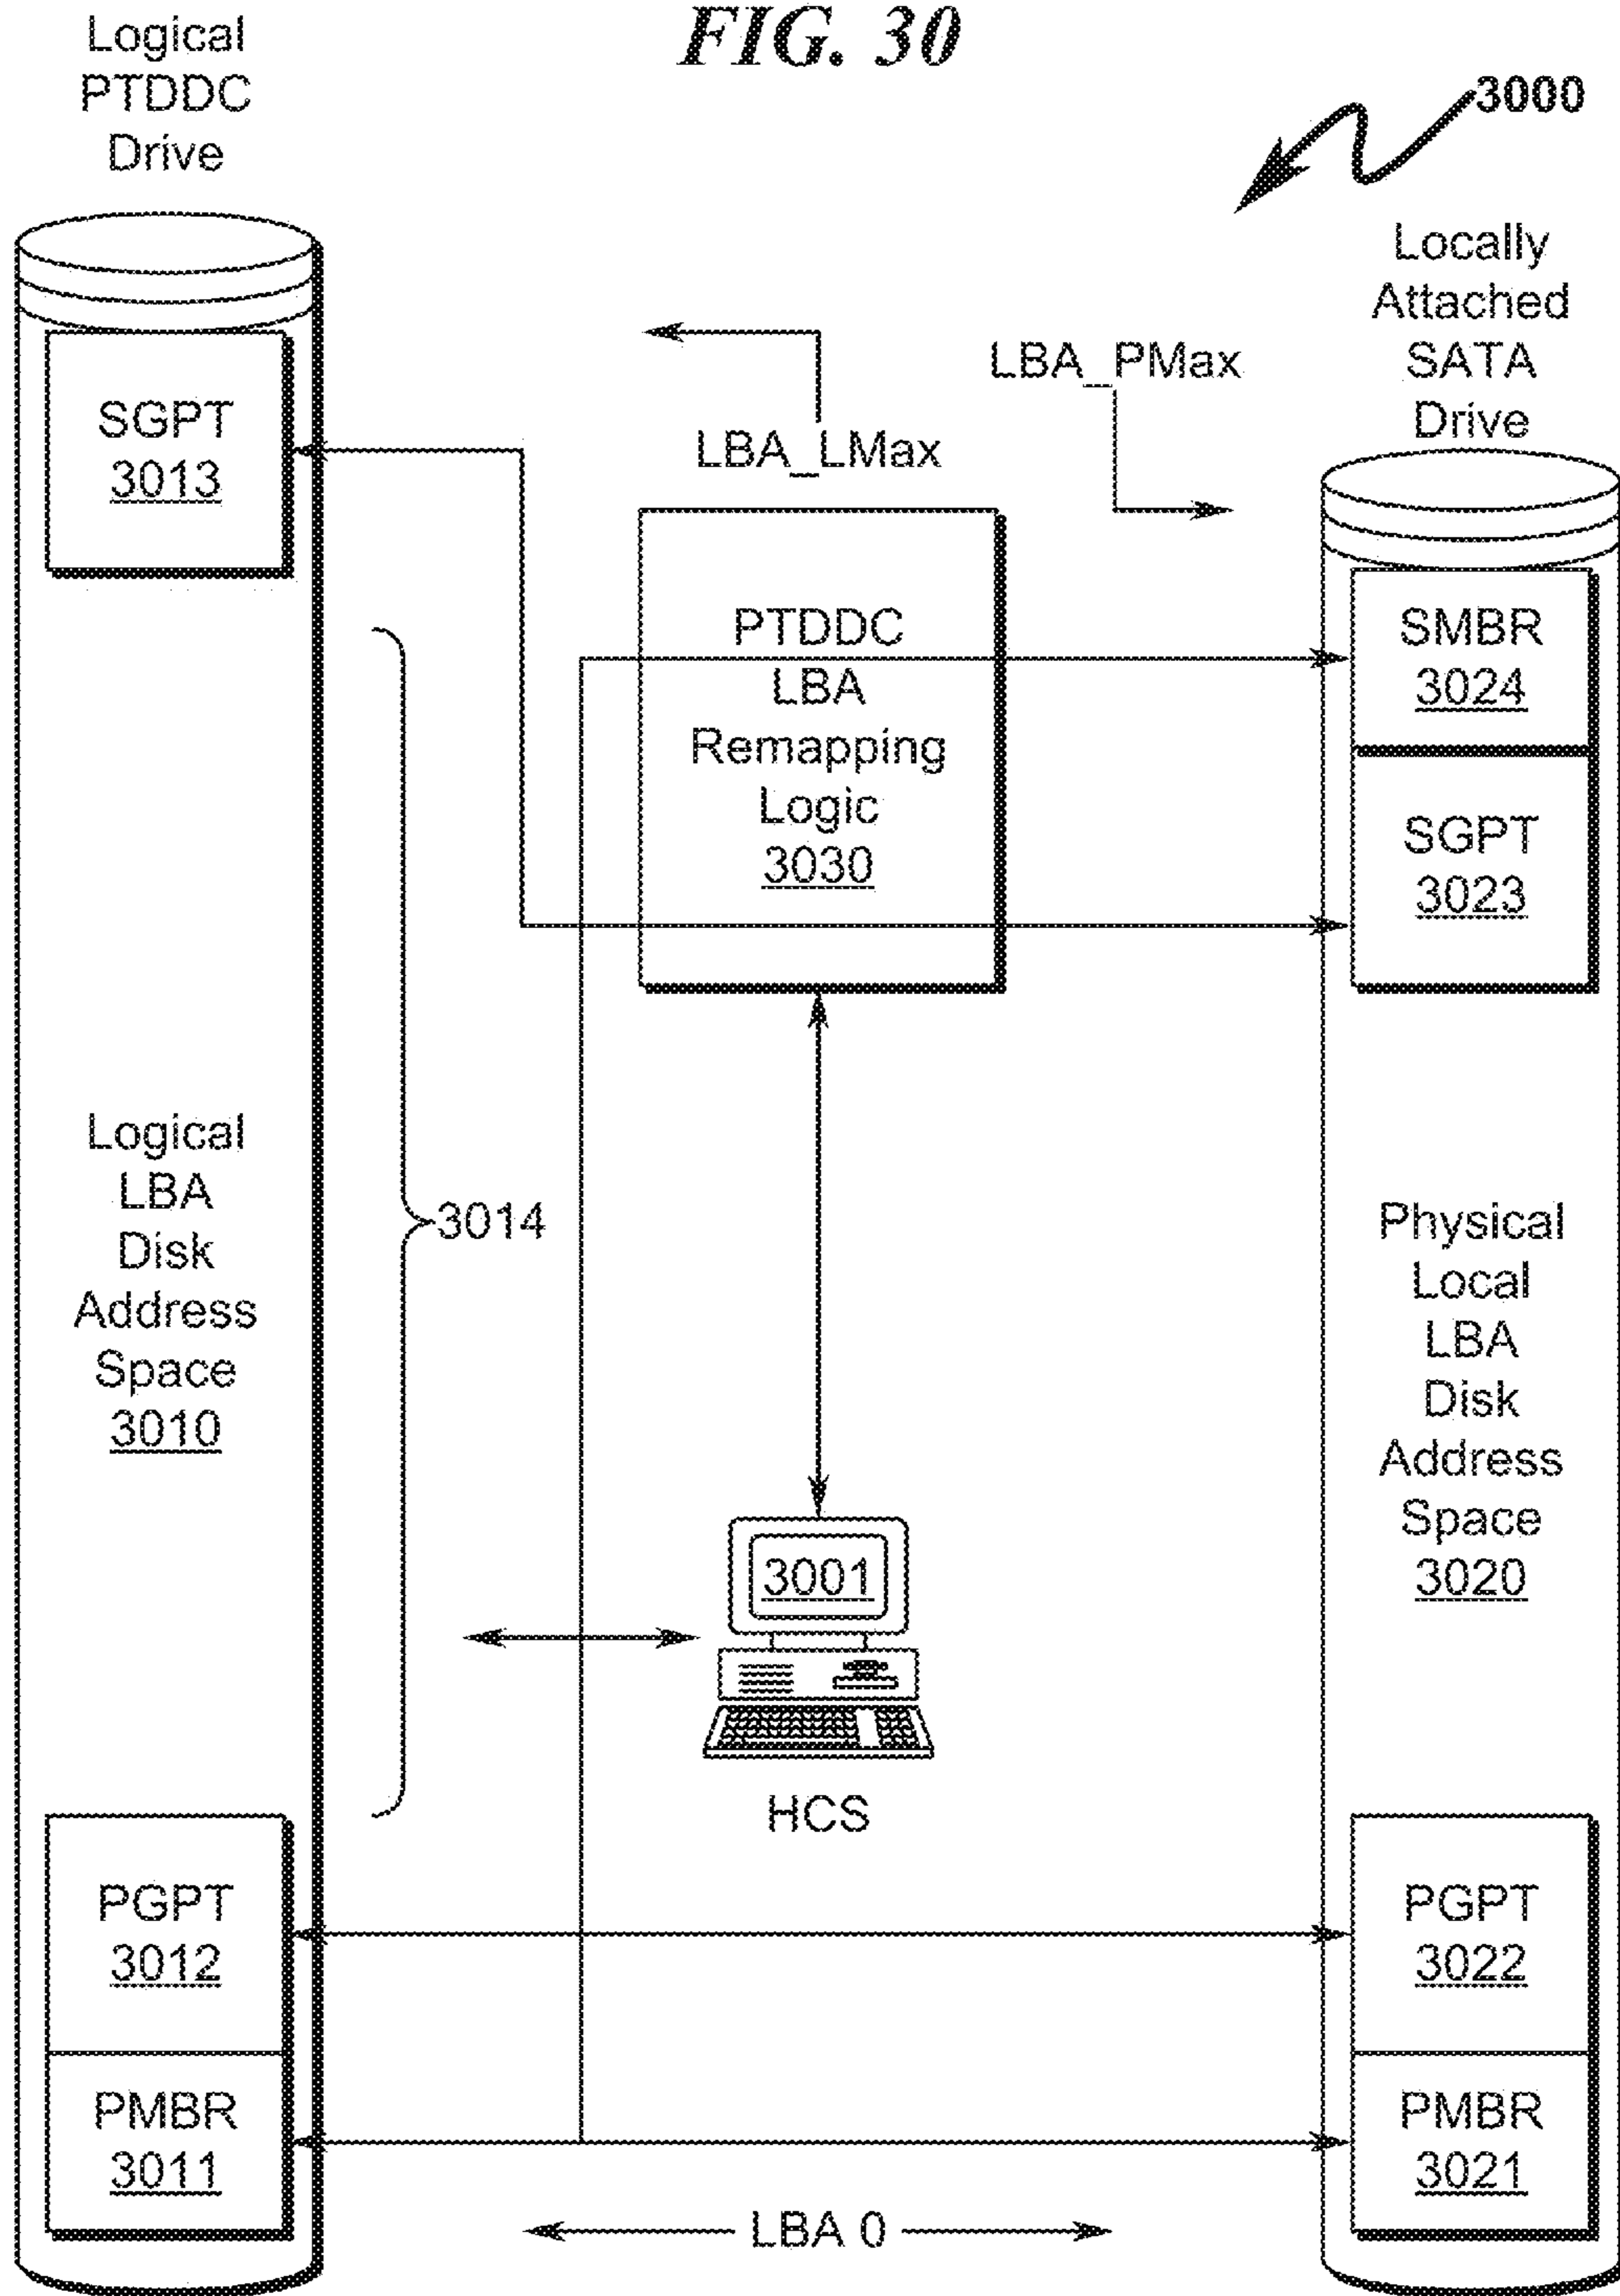 FIG. 30
Logical
PTDDC
Drive
3000
Locally
Attached
SATA
Drive
LBA_PMax
LBA_LMax
SGPT
3013
PTDDC
LBA
Remapping
Logic
3030
SMBR
3024
SGPT
3023
Logical
LBA
Disk
Address
Space
3010
3014
Physical
Local
LBA
Disk
Address
Space
3020
3001
HCS
PGPT
3012
PGPT
3022
PMBR
3011
PMBR
3021
LBA 0